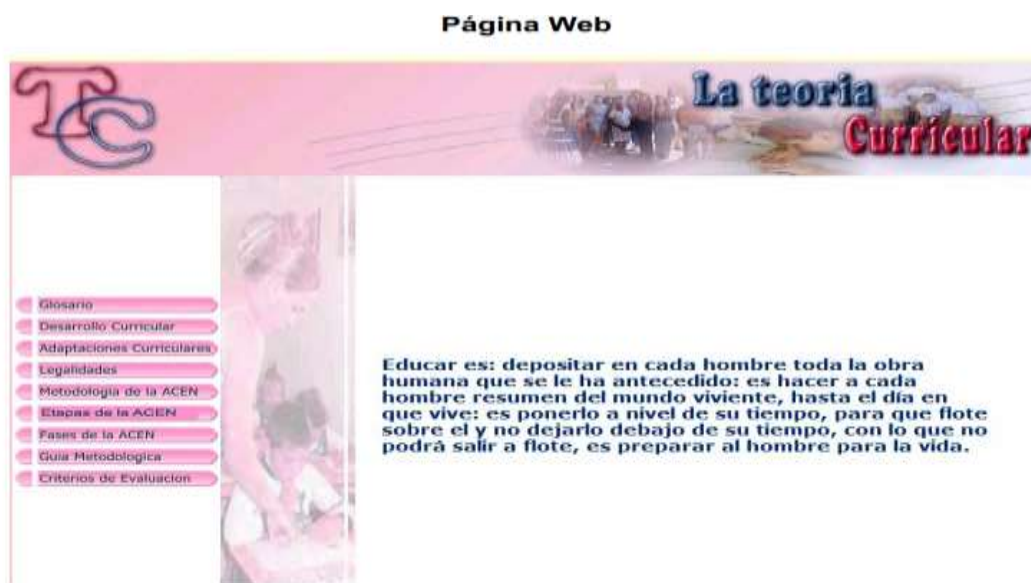 Página Web
TC
La teoría
Curricular
Glosario
Desarrollo Curricular
Adaptaciones Curriculares
Legalidades
Metodología de la ACEN
Etapas de la ACEN
Fases de la ACEN
Guia Metodologica
Criterios de Evaluacion
Educar es: depositar en cada hombre toda la obra
humana que se le ha antecedido: es hacer a cada
hombre resumen del mundo viviente, hasta el día en
que vive: es ponerlo a nivel de su tiempo, para que flote
sobre el y no dejarlo debajo de su tiempo, con lo que no
podrá salir a flote, es preparar al hombre para la vida.